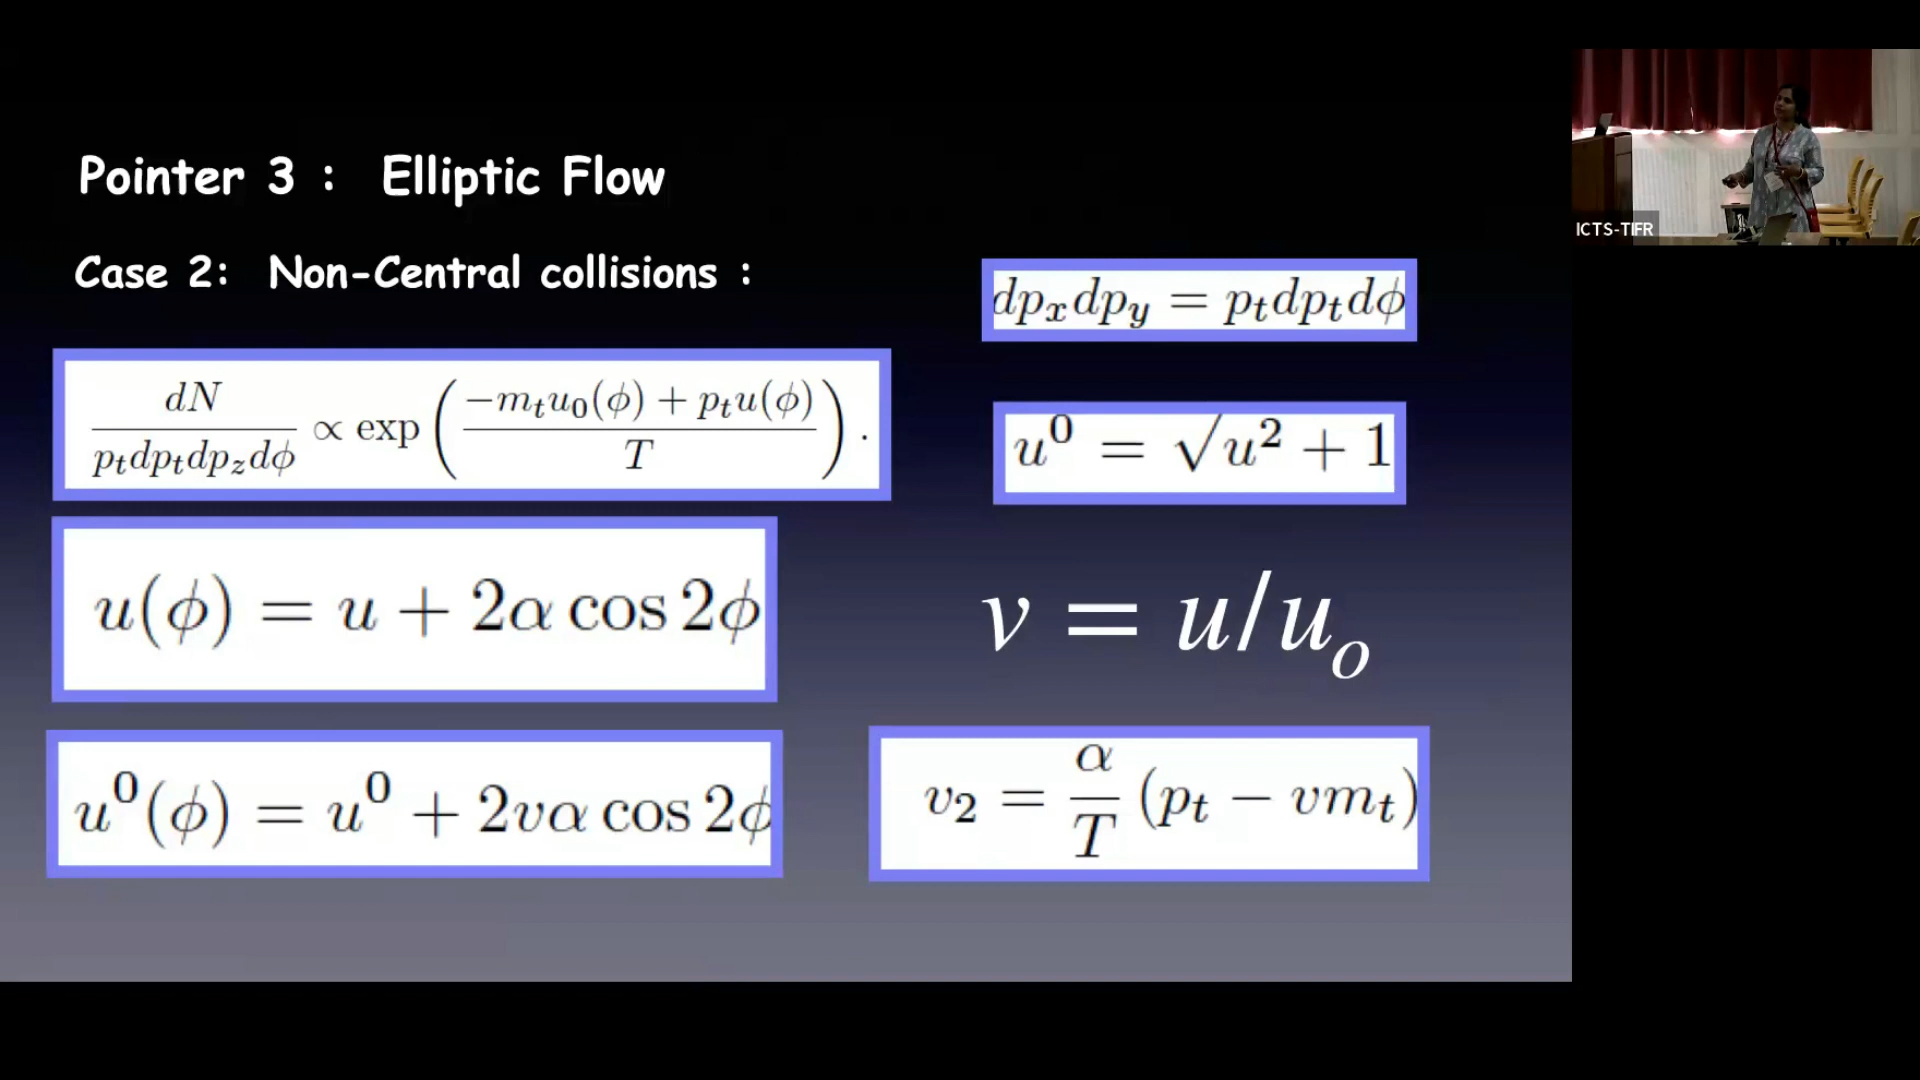 Pointer 3 : Elliptic Flow
Case 2: Non-Central collisions :
dp_x dp_y = p_t dp_t dϕ
dN / p_t dp_t dp_z dϕ ∝ exp ( −m_t u_0(ϕ) + p_t u(ϕ) / T ) .
u^0 = √u^2 + 1
u(ϕ) = u + 2α cos 2ϕ
v = u/u_o
u^0(ϕ) = u^0 + 2vα cos 2ϕ
v_2 = α/T (p_t − vm_t)
ICTS-TIFR